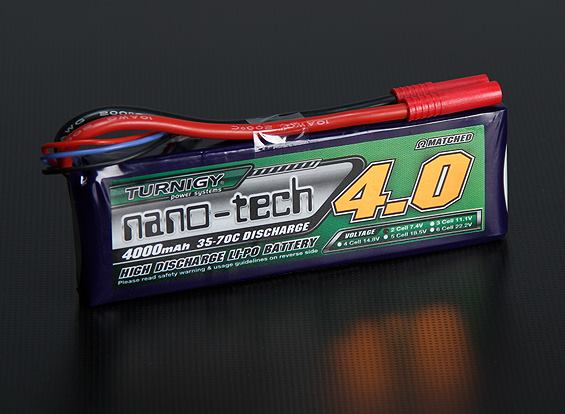 10AWG 200°C
MATCHED
TURNIGY
power systems
nano-tech
4.0
4000mah 35-70C DISCHARGE
HIGH DISCHARGE LI-PO BATTERY
Please read safety warning & usage guidelines on reverse side
VOLTAGE
2 Cell 7.4V 3 Cell 11.1V
4 Cell 14.8V 5 Cell 18.5V 6 Cell 22.2V